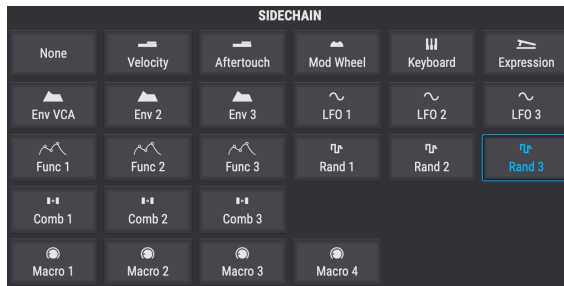 SIDECHAIN
None
Velocity
Aftertouch
Mod Wheel
Keyboard
Expression
Env VCA
Env 2
Env 3
LFO 1
LFO 2
LFO 3
Func 1
Func 2
Func 3
Rand 1
Rand 2
Rand 3
Comb 1
Comb 2
Comb 3
Macro 1
Macro 2
Macro 3
Macro 4